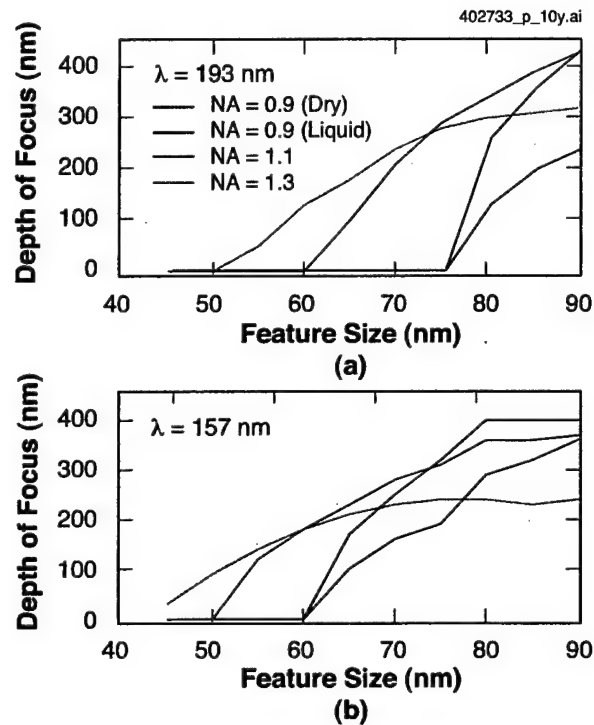 402733_p_10y.ai
Depth of Focus (nm)
400
300
200
100
0
λ = 193 nm
NA = 0.9 (Dry)
NA = 0.9 (Liquid)
NA = 1.1
NA = 1.3
40 50 60 70 80 90
Feature Size (nm)
(a)
Depth of Focus (nm)
400
300
200
100
0
λ = 157 nm
40 50 60 70 80 90
Feature Size (nm)
(b)